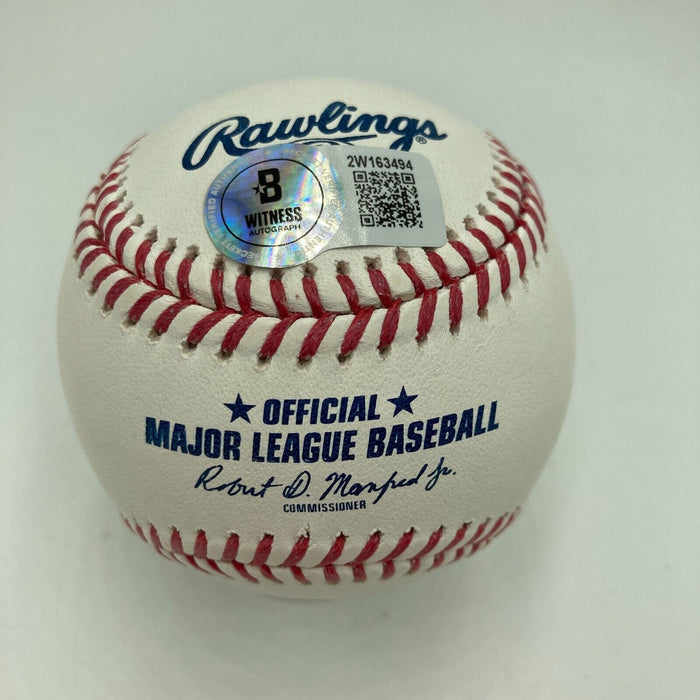 Rawlings®
2W163494
B
WITNESS
AUTOGRAPH
★ OFFICIAL ★
MAJOR LEAGUE BASEBALL
Robert D. Manfred Jr.
COMMISSIONER